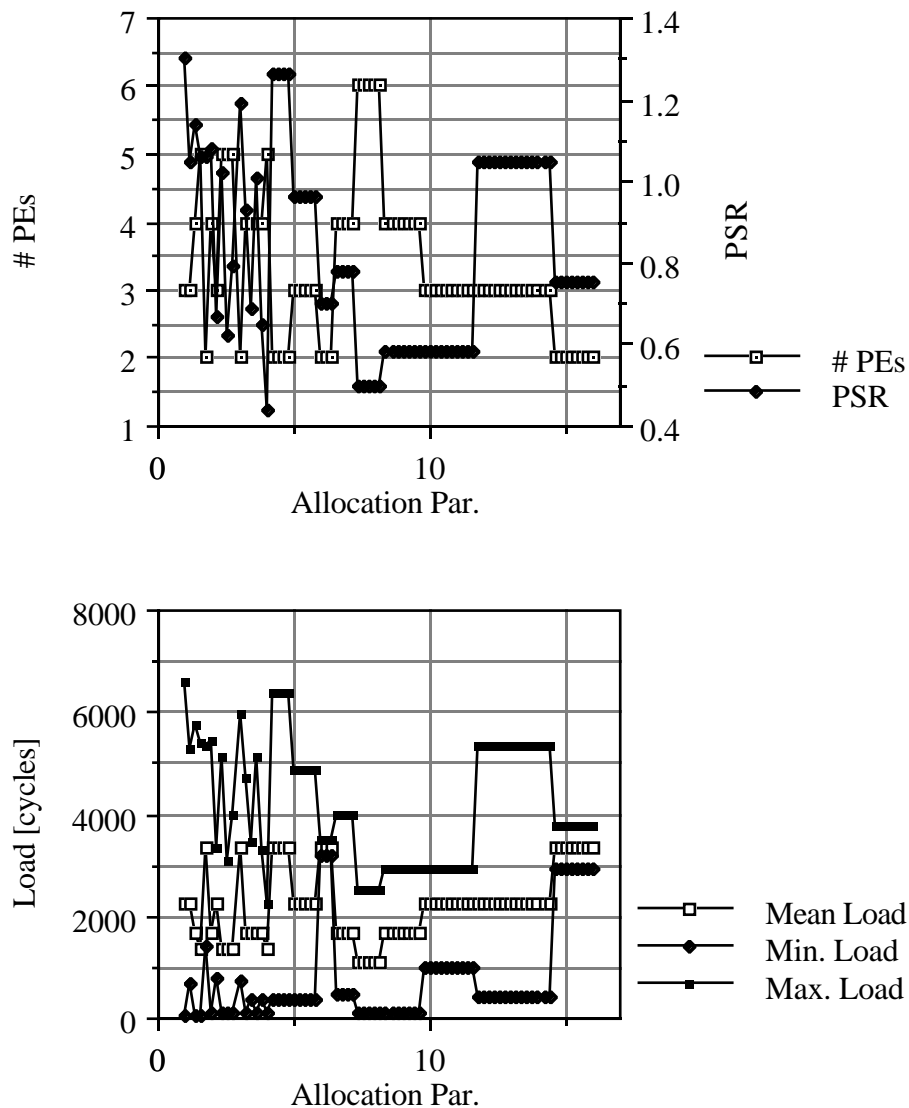 7
6
5
4
3
2
1
# PEs
1.4
1.2
1.0
0.8
0.6
0.4
PSR
0
10
Allocation Par.
# PEs
PSR
8000
6000
4000
2000
0
Load [cycles]
0
10
Allocation Par.
Mean Load
Min. Load
Max. Load